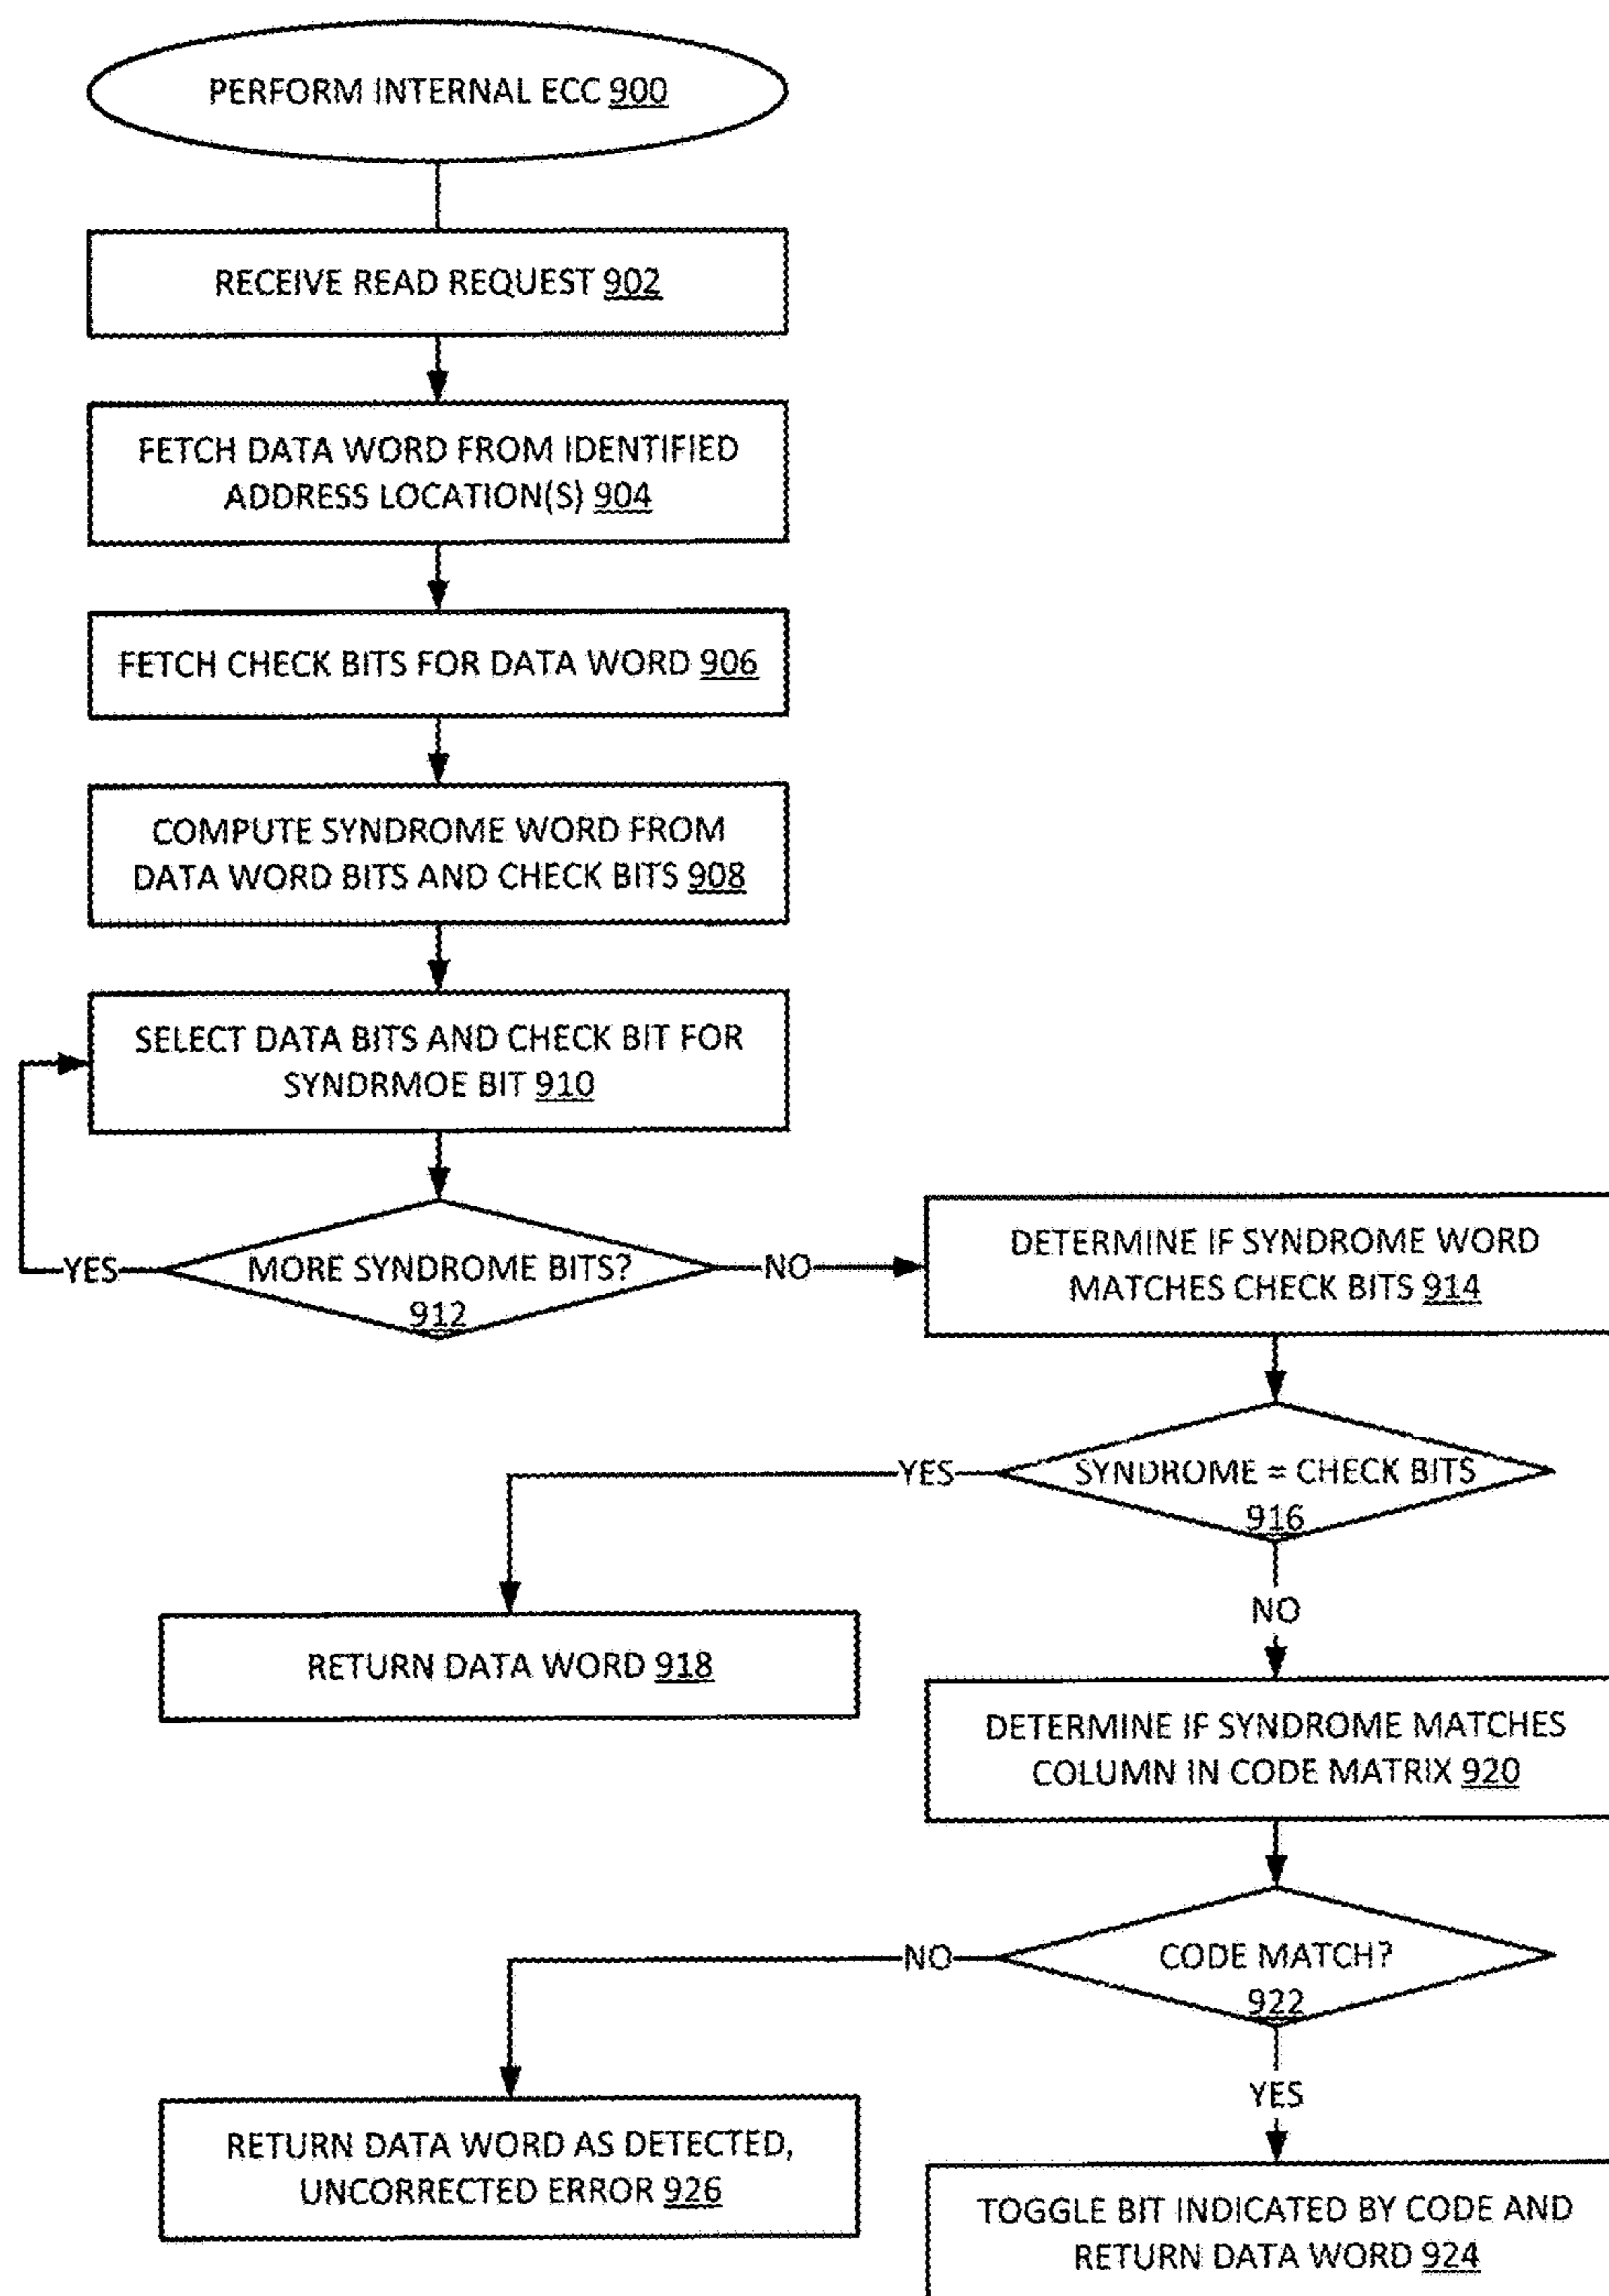 PERFORM INTERNAL ECC 900
RECEIVE READ REQUEST 902
FETCH DATA WORD FROM IDENTIFIED
ADDRESS LOCATION(S) 904
FETCH CHECK BITS FOR DATA WORD 906
COMPUTE SYNDROME WORD FROM
DATA WORD BITS AND CHECK BITS 908
SELECT DATA BITS AND CHECK BIT FOR
SYNDRMOE BIT 910
YES
MORE SYNDROME BITS?
912
NO
DETERMINE IF SYNDROME WORD
MATCHES CHECK BITS 914
YES
SYNDROME = CHECK BITS
916
NO
RETURN DATA WORD 918
DETERMINE IF SYNDROME MATCHES
COLUMN IN CODE MATRIX 920
NO
CODE MATCH?
922
YES
RETURN DATA WORD AS DETECTED,
UNCORRECTED ERROR 926
TOGGLE BIT INDICATED BY CODE AND
RETURN DATA WORD 924